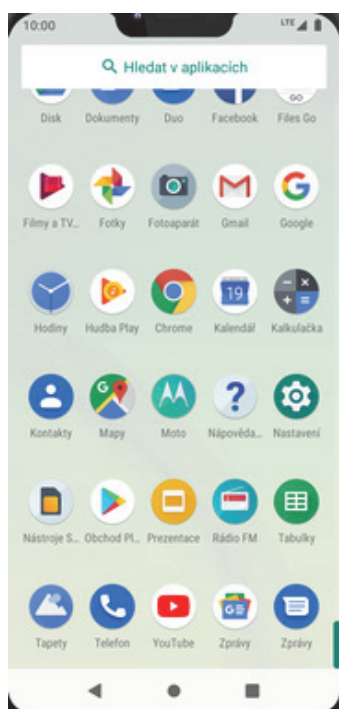 10:00 LTE
Hledat v aplikacích
Disk Dokumenty Duo Facebook Files Go
GO
Filmy a TV... Fotky Fotoaparát Gmail Google
19
Hodiny Hudba Play Chrome Kalendář Kalkulačka
Kontakty Mapy Moto Nápověda... Nastavení
Nástroje S... Obchod Pl... Prezentace Rádio FM Tabulky
Tapety Telefon YouTube Zprávy Zprávy